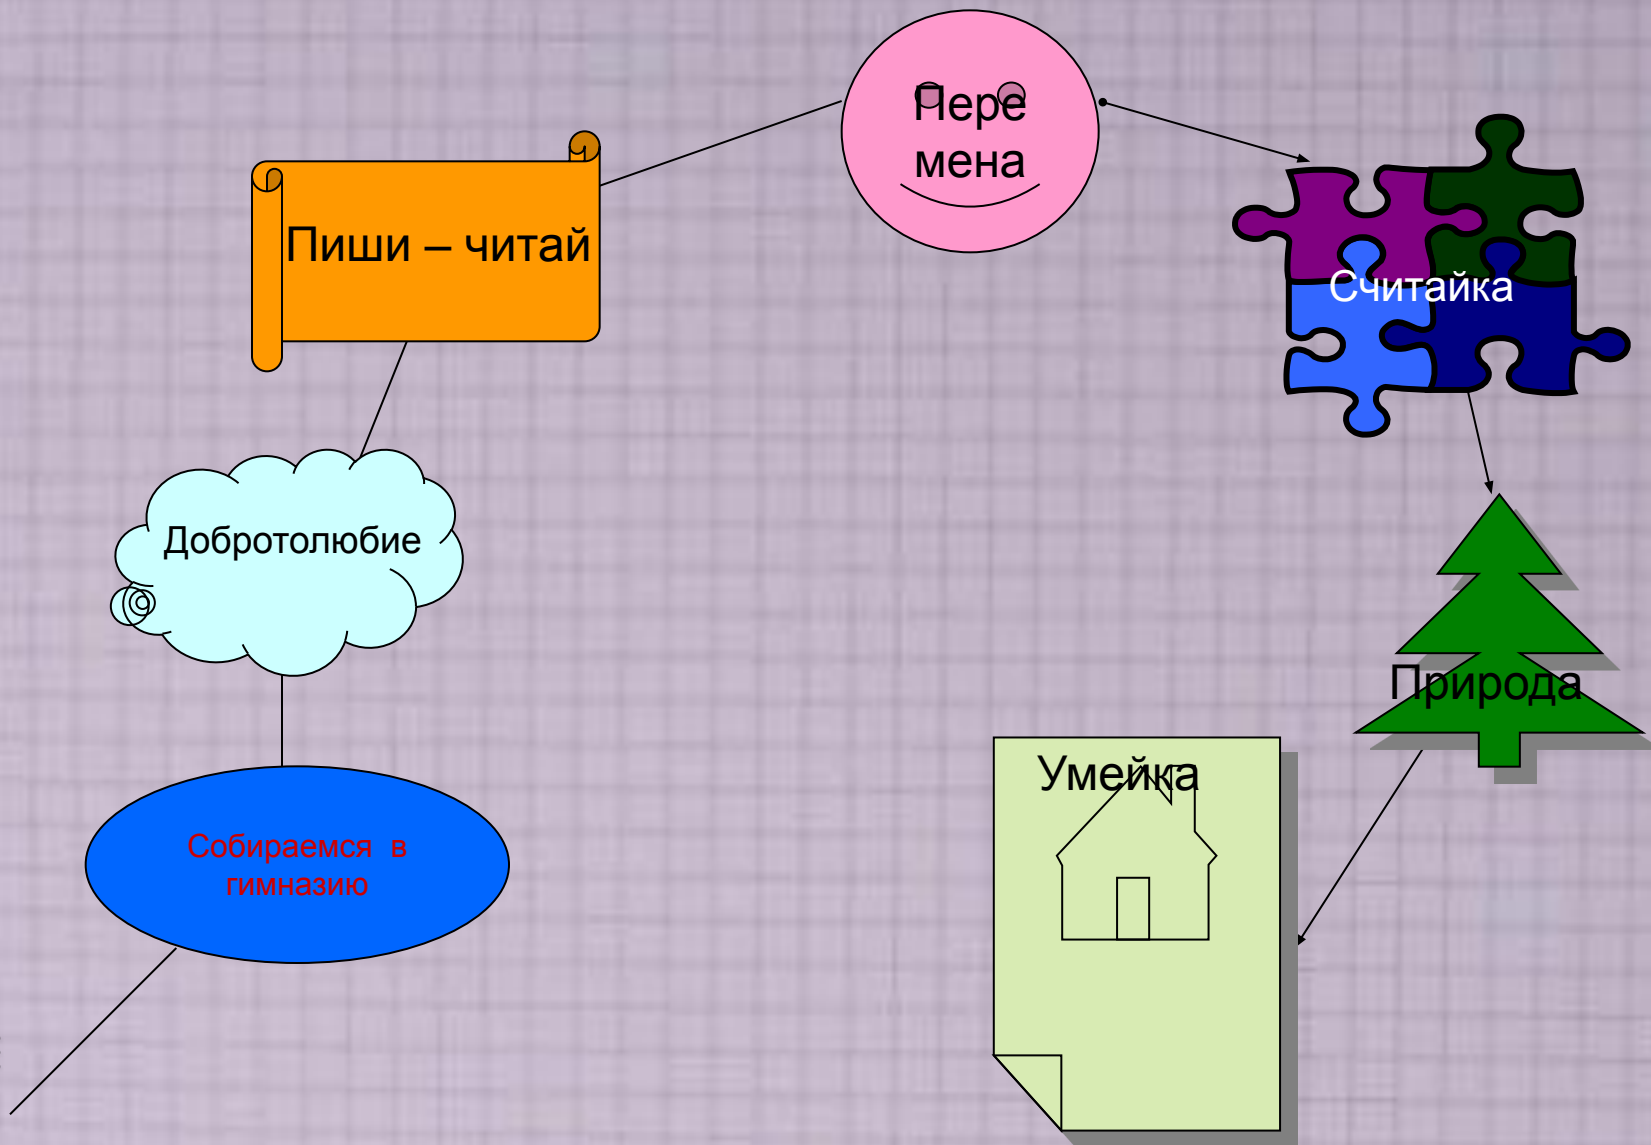 Пере
мена
Пиши – читай
Считайка
Добротолюбие
Природа
Умейка
Собираемся в
гимназию